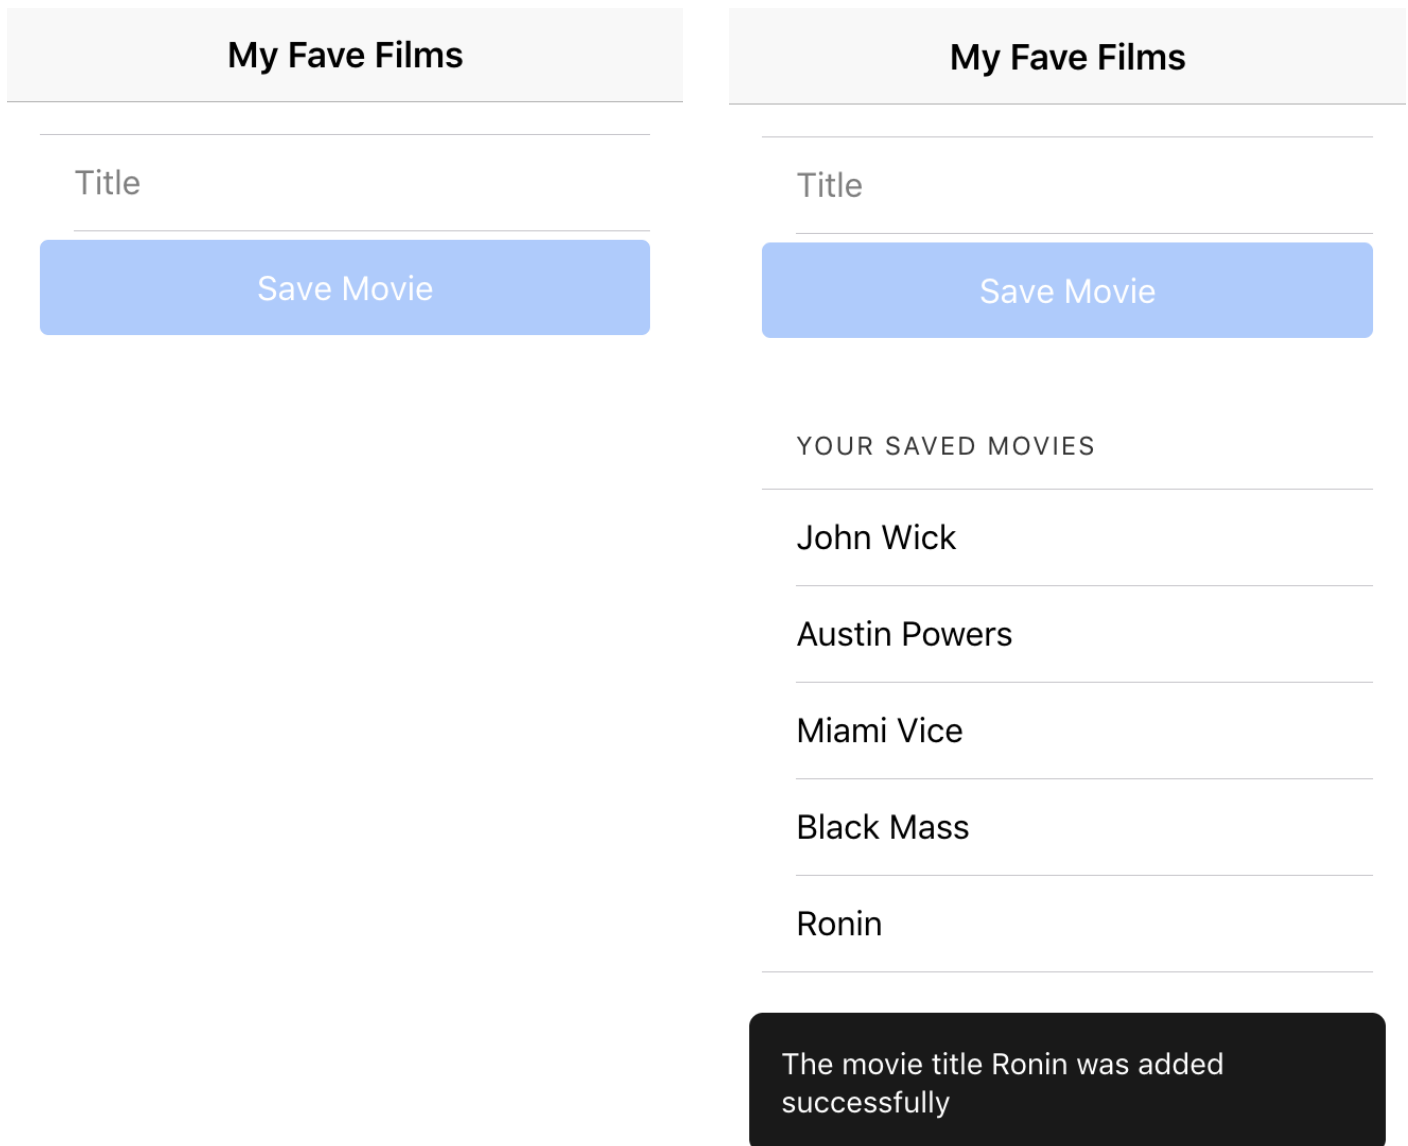 My Fave Films
Title
Save Movie
My Fave Films
Title
Save Movie
YOUR SAVED MOVIES
John Wick
Austin Powers
Miami Vice
Black Mass
Ronin
The movie title Ronin was added
successfully